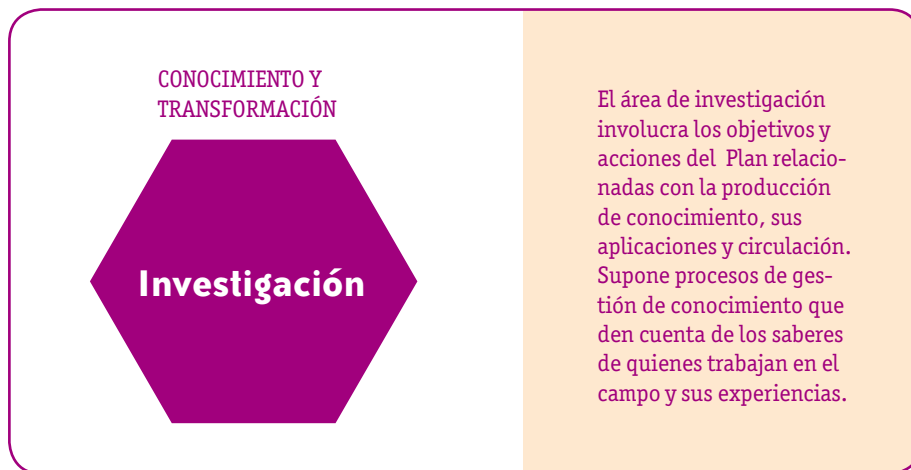 CONOCIMIENTO Y
TRANSFORMACIÓN
Investigación
El área de investigación
involucra los objetivos y
acciones del Plan relacio-
nadas con la producción
de conocimiento, sus
aplicaciones y circulación.
Supone procesos de ges-
tión de conocimiento que
den cuenta de los saberes
de quienes trabajan en el
campo y sus experiencias.